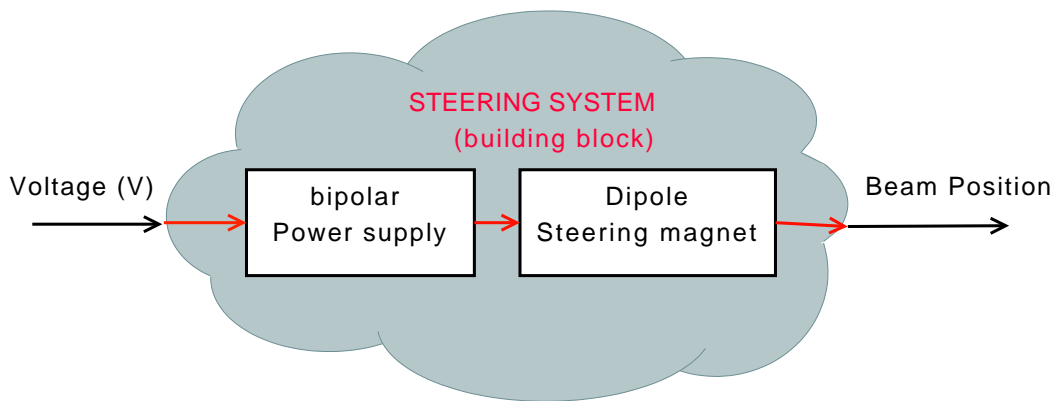 STEERING SYSTEM
(building block)
Voltage (V)
bipolar
Power supply
Dipole
Steering magnet
Beam Position